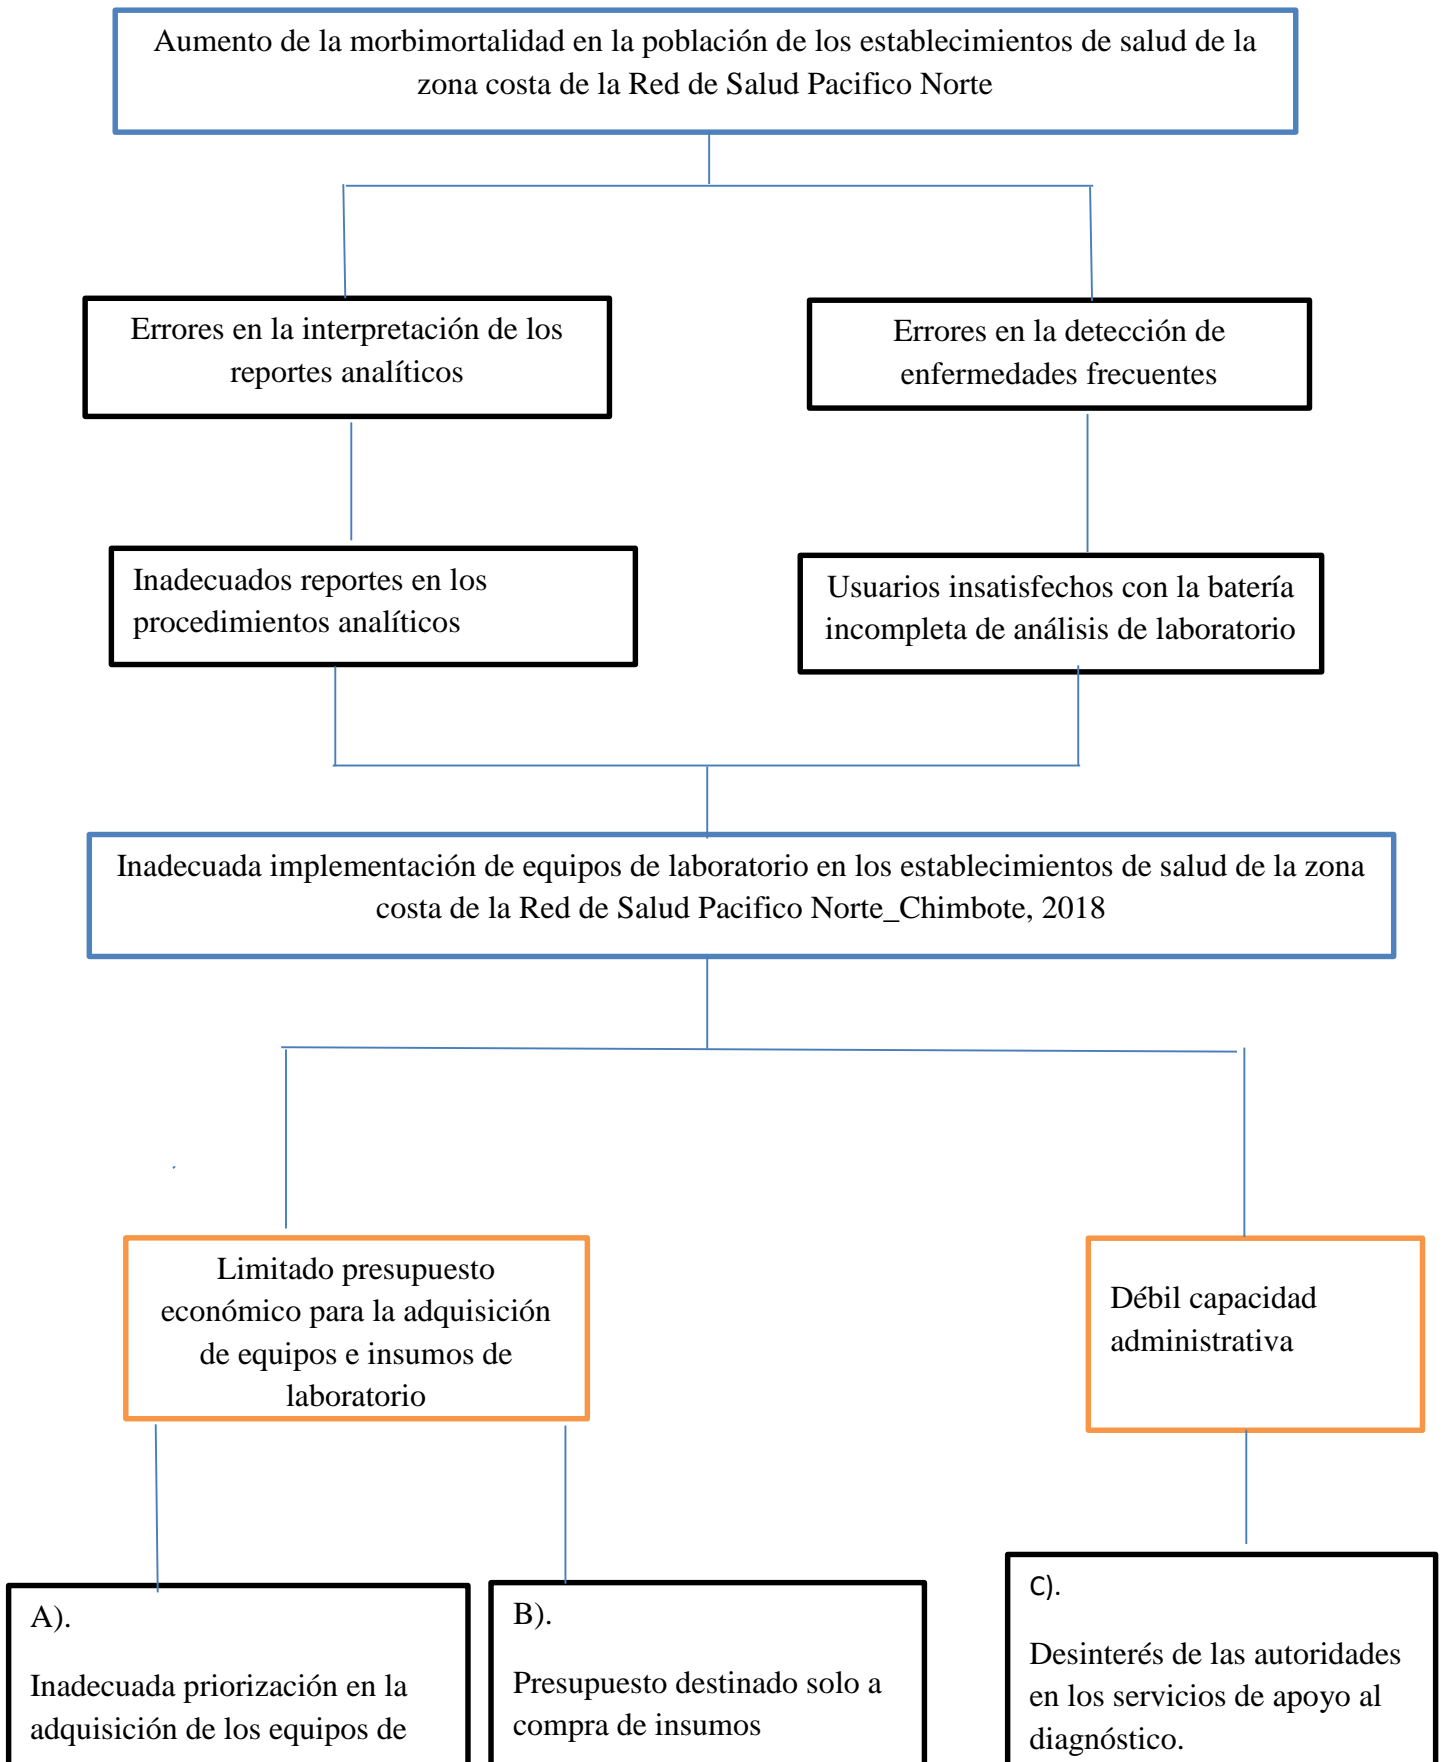 Aumento de la morbimortalidad en la población de los establecimientos de salud de la
zona costa de la Red de Salud Pacifico Norte
Errores en la interpretación de los
reportes analíticos
Errores en la detección de
enfermedades frecuentes
Inadecuados reportes en los
procedimientos analíticos
Usuarios insatisfechos con la batería
incompleta de análisis de laboratorio
Inadecuada implementación de equipos de laboratorio en los establecimientos de salud de la zona
costa de la Red de Salud Pacifico Norte_Chimbote, 2018
Limitado presupuesto
económico para la adquisición
de equipos e insumos de
laboratorio
Débil capacidad
administrativa
A).
Inadecuada priorización en la
adquisición de los equipos de
B).
Presupuesto destinado solo a
compra de insumos
C).
Desinterés de las autoridades
en los servicios de apoyo al
diagnóstico.